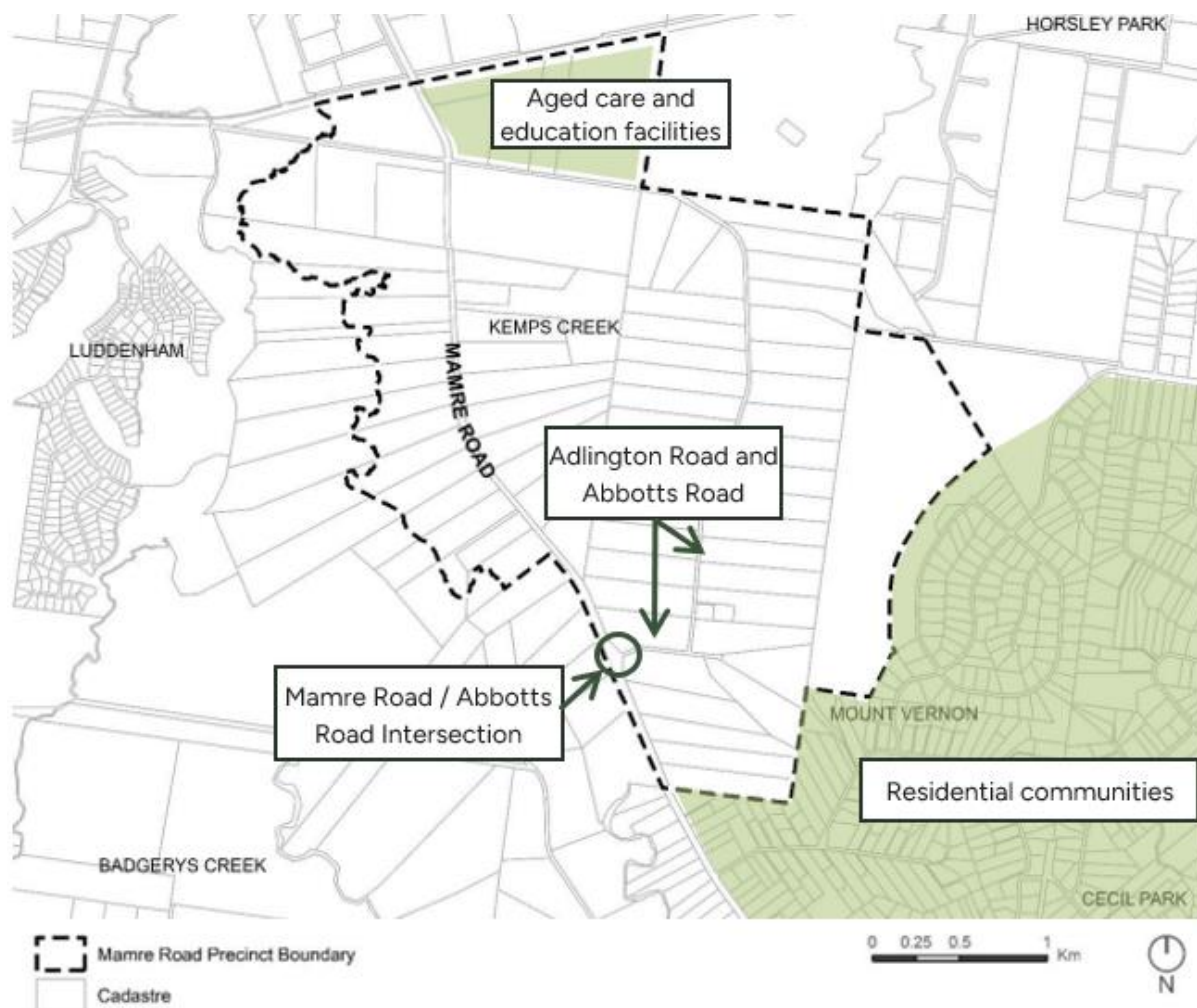 HORSLEY PARK
Aged care and
education facilities
KEMPS CREEK
LUDDENHAM
MAMRE ROAD
Adlington Road and
Abbotts Road
Mamre Road / Abbotts
Road Intersection
MOUNT VERNON
Residential communities
BADGERYS CREEK
CECIL PARK
Mamre Road Precinct Boundary
Cadastre
0 0.25 0.5 1 Km
N